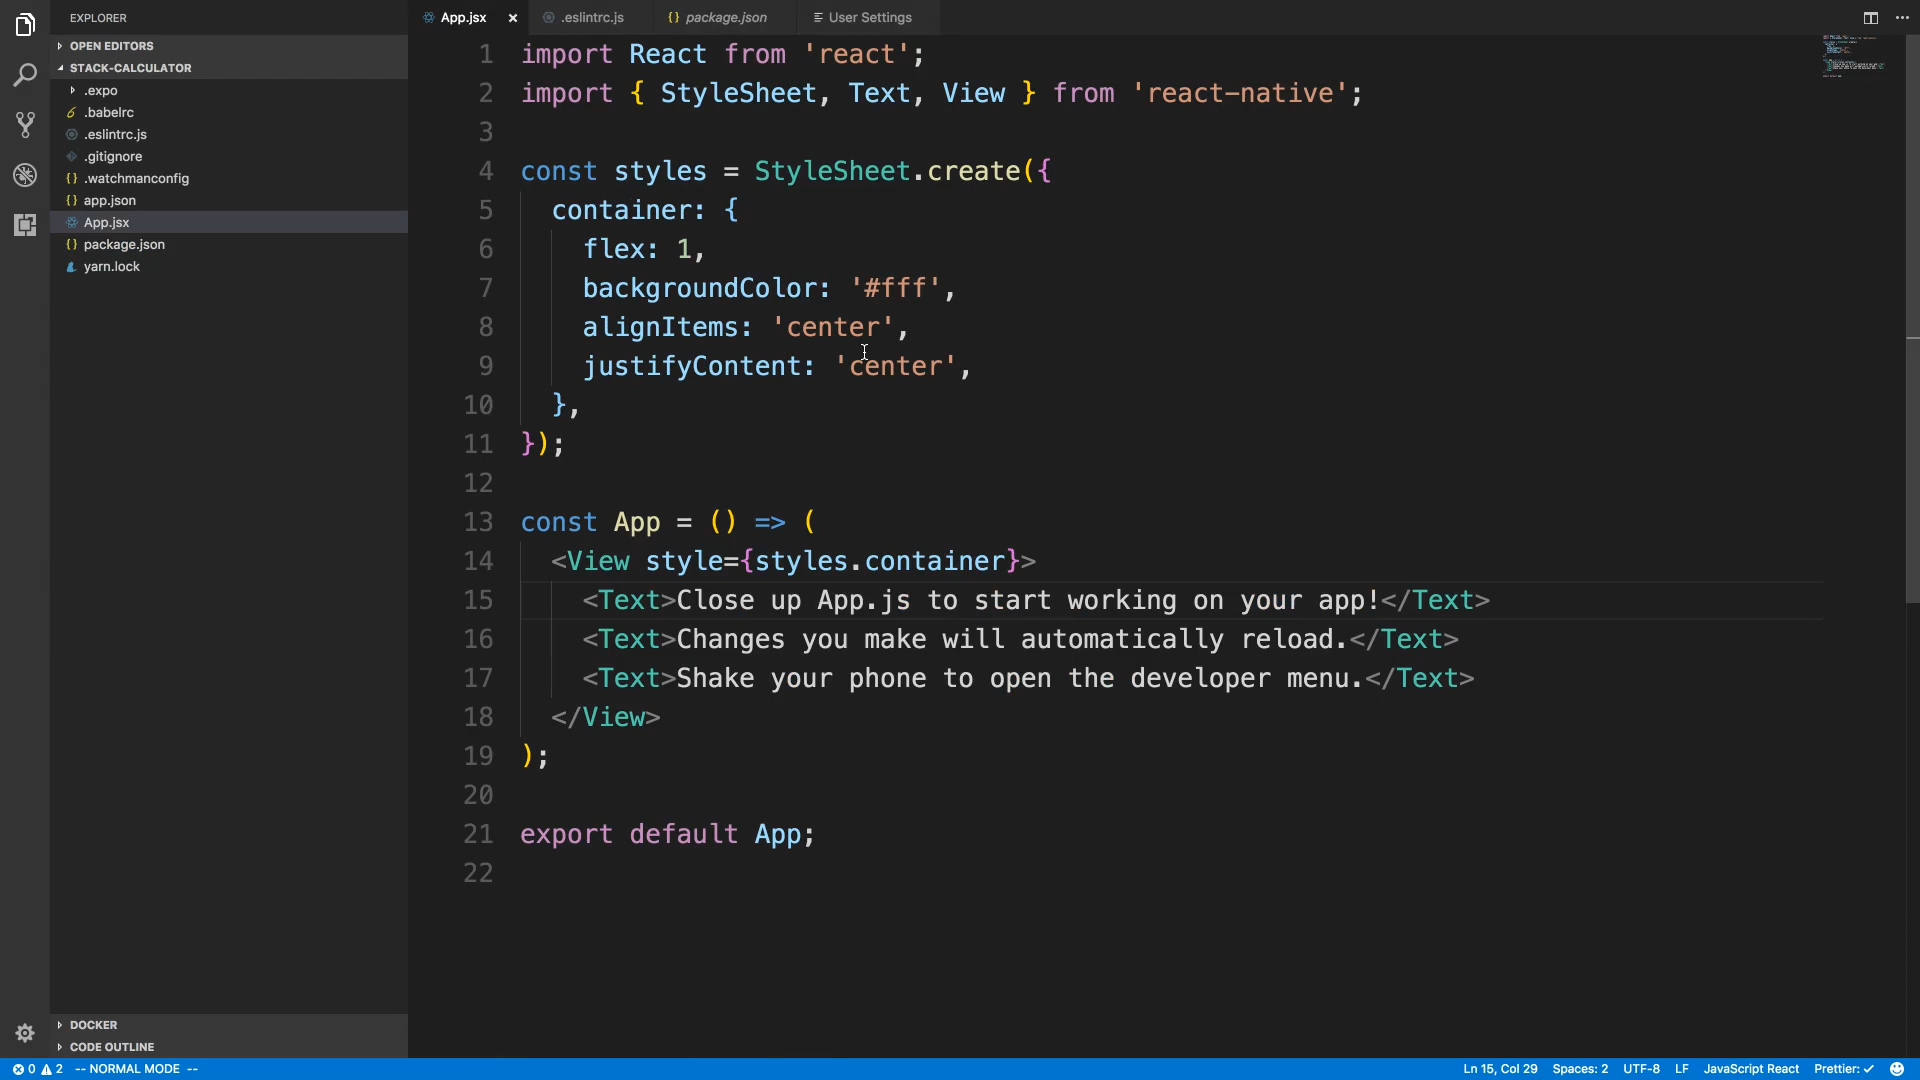 EXPLORER
OPEN EDITORS
STACK-CALCULATOR
.expo
.babelrc
.eslintrc.js
.gitignore
.watchmanconfig
app.json
App.jsx
package.json
yarn.lock
DOCKER
CODE OUTLINE
App.jsx .eslintrc.js package.json User Settings
1 import React from 'react';
2 import { StyleSheet, Text, View } from 'react-native';
3
4 const styles = StyleSheet.create({
5 container: {
6 flex: 1,
7 backgroundColor: '#fff',
8 alignItems: 'center',
9 justifyContent: 'center',
10 },
11 });
12
13 const App = () => (
14 <View style={styles.container}>
15 <Text>Close up App.js to start working on your app!</Text>
16 <Text>Changes you make will automatically reload.</Text>
17 <Text>Shake your phone to open the developer menu.</Text>
18 </View>
19 );
20
21 export default App;
22
0 2 -- NORMAL MODE -- Ln 15, Col 29 Spaces: 2 UTF-8 LF JavaScript React Prettier: ✓